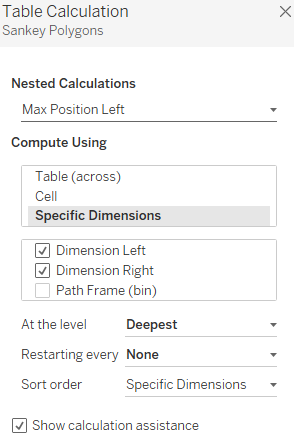 Table Calculation
Sankey Polygons
Nested Calculations
Max Position Left
Compute Using
Table (across)
Cell
Specific Dimensions
Dimension Left
Dimension Right
Path Frame (bin)
At the level Deepest
Restarting every None
Sort order Specific Dimensions
Show calculation assistance